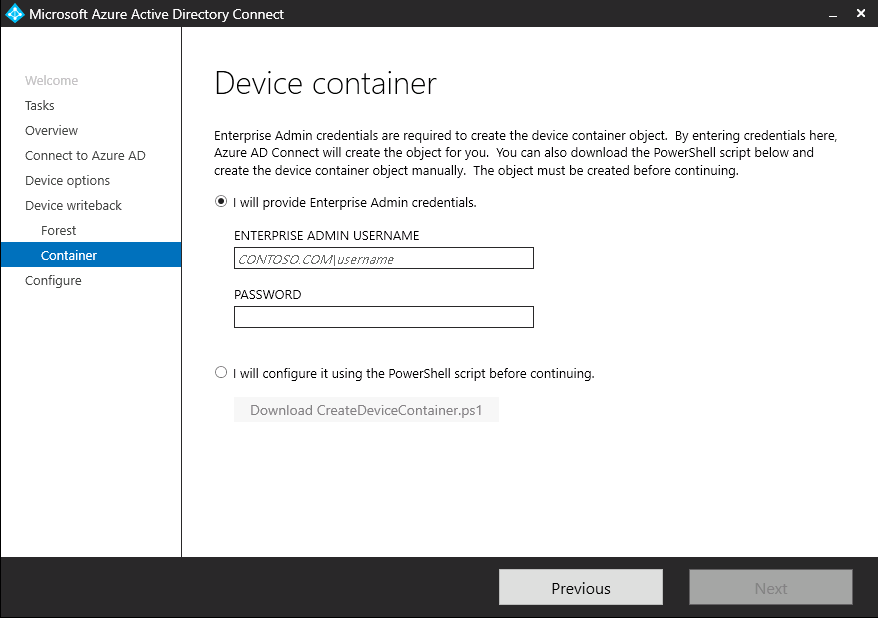 Microsoft Azure Active Directory Connect
Welcome
Tasks
Overview
Connect to Azure AD
Device options
Device writeback
Forest
Container
Configure
Device container
Enterprise Admin credentials are required to create the device container object.  By entering credentials here,
Azure AD Connect will create the object for you.  You can also download the PowerShell script below and
create the device container object manually.  The object must be created before continuing.
I will provide Enterprise Admin credentials.
ENTERPRISE ADMIN USERNAME
CONTOSO.COM\username
PASSWORD
I will configure it using the PowerShell script before continuing.
Download CreateDeviceContainer.ps1
Previous
Next